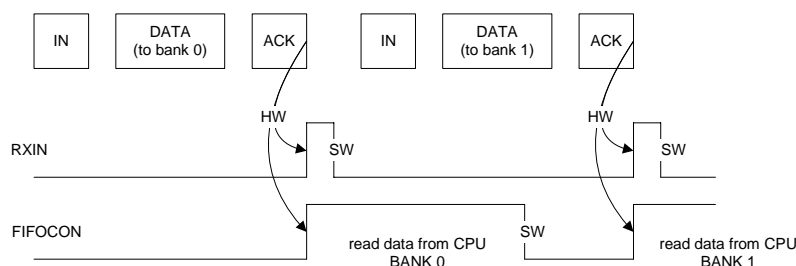 IN
DATA
(to bank 0)
ACK
IN
DATA
(to bank 1)
ACK
HW
HW
RXIN
SW
SW
FIFOCON
SW
read data from CPU
BANK 0
read data from CPU
BANK 1